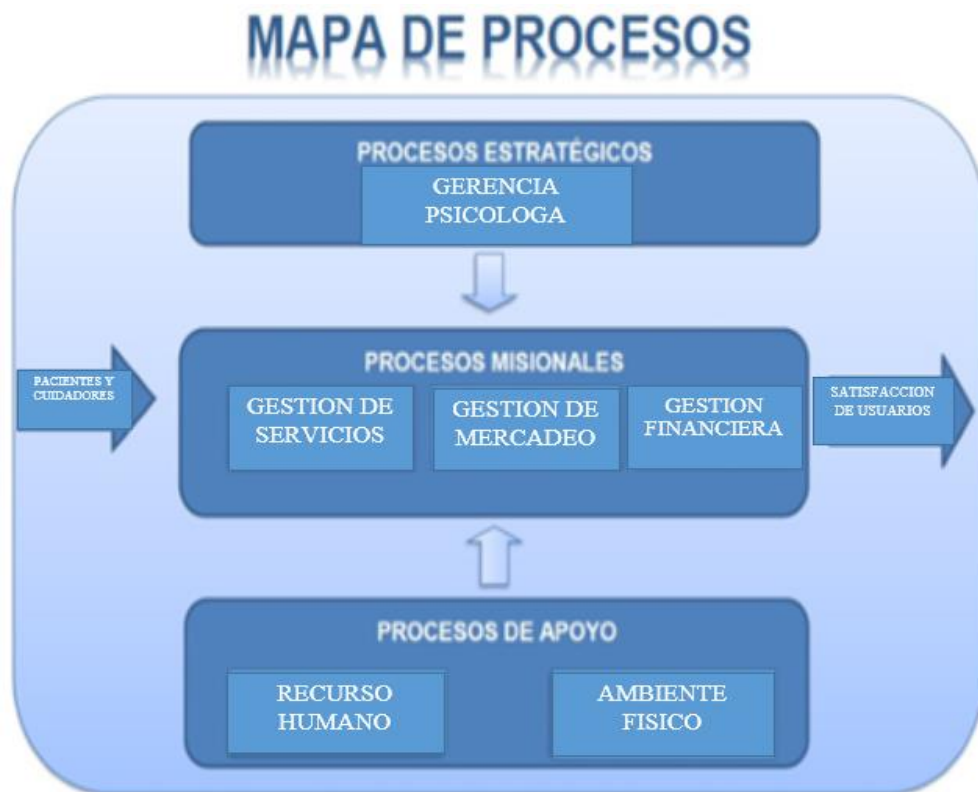 MAPA DE PROCESOS
PROCESOS ESTRATÉGICOS
GERENCIA
PSICOLOGA
PROCESOS MISIONALES
PACIENTES Y
CUIDADORES
GESTION DE
SERVICIOS
GESTION DE
MERCADEO
GESTION
FINANCIERA
SATISFACCION
DE USUARIOS
PROCESOS DE APOYO
RECURSO
HUMANO
AMBIENTE
FISICO